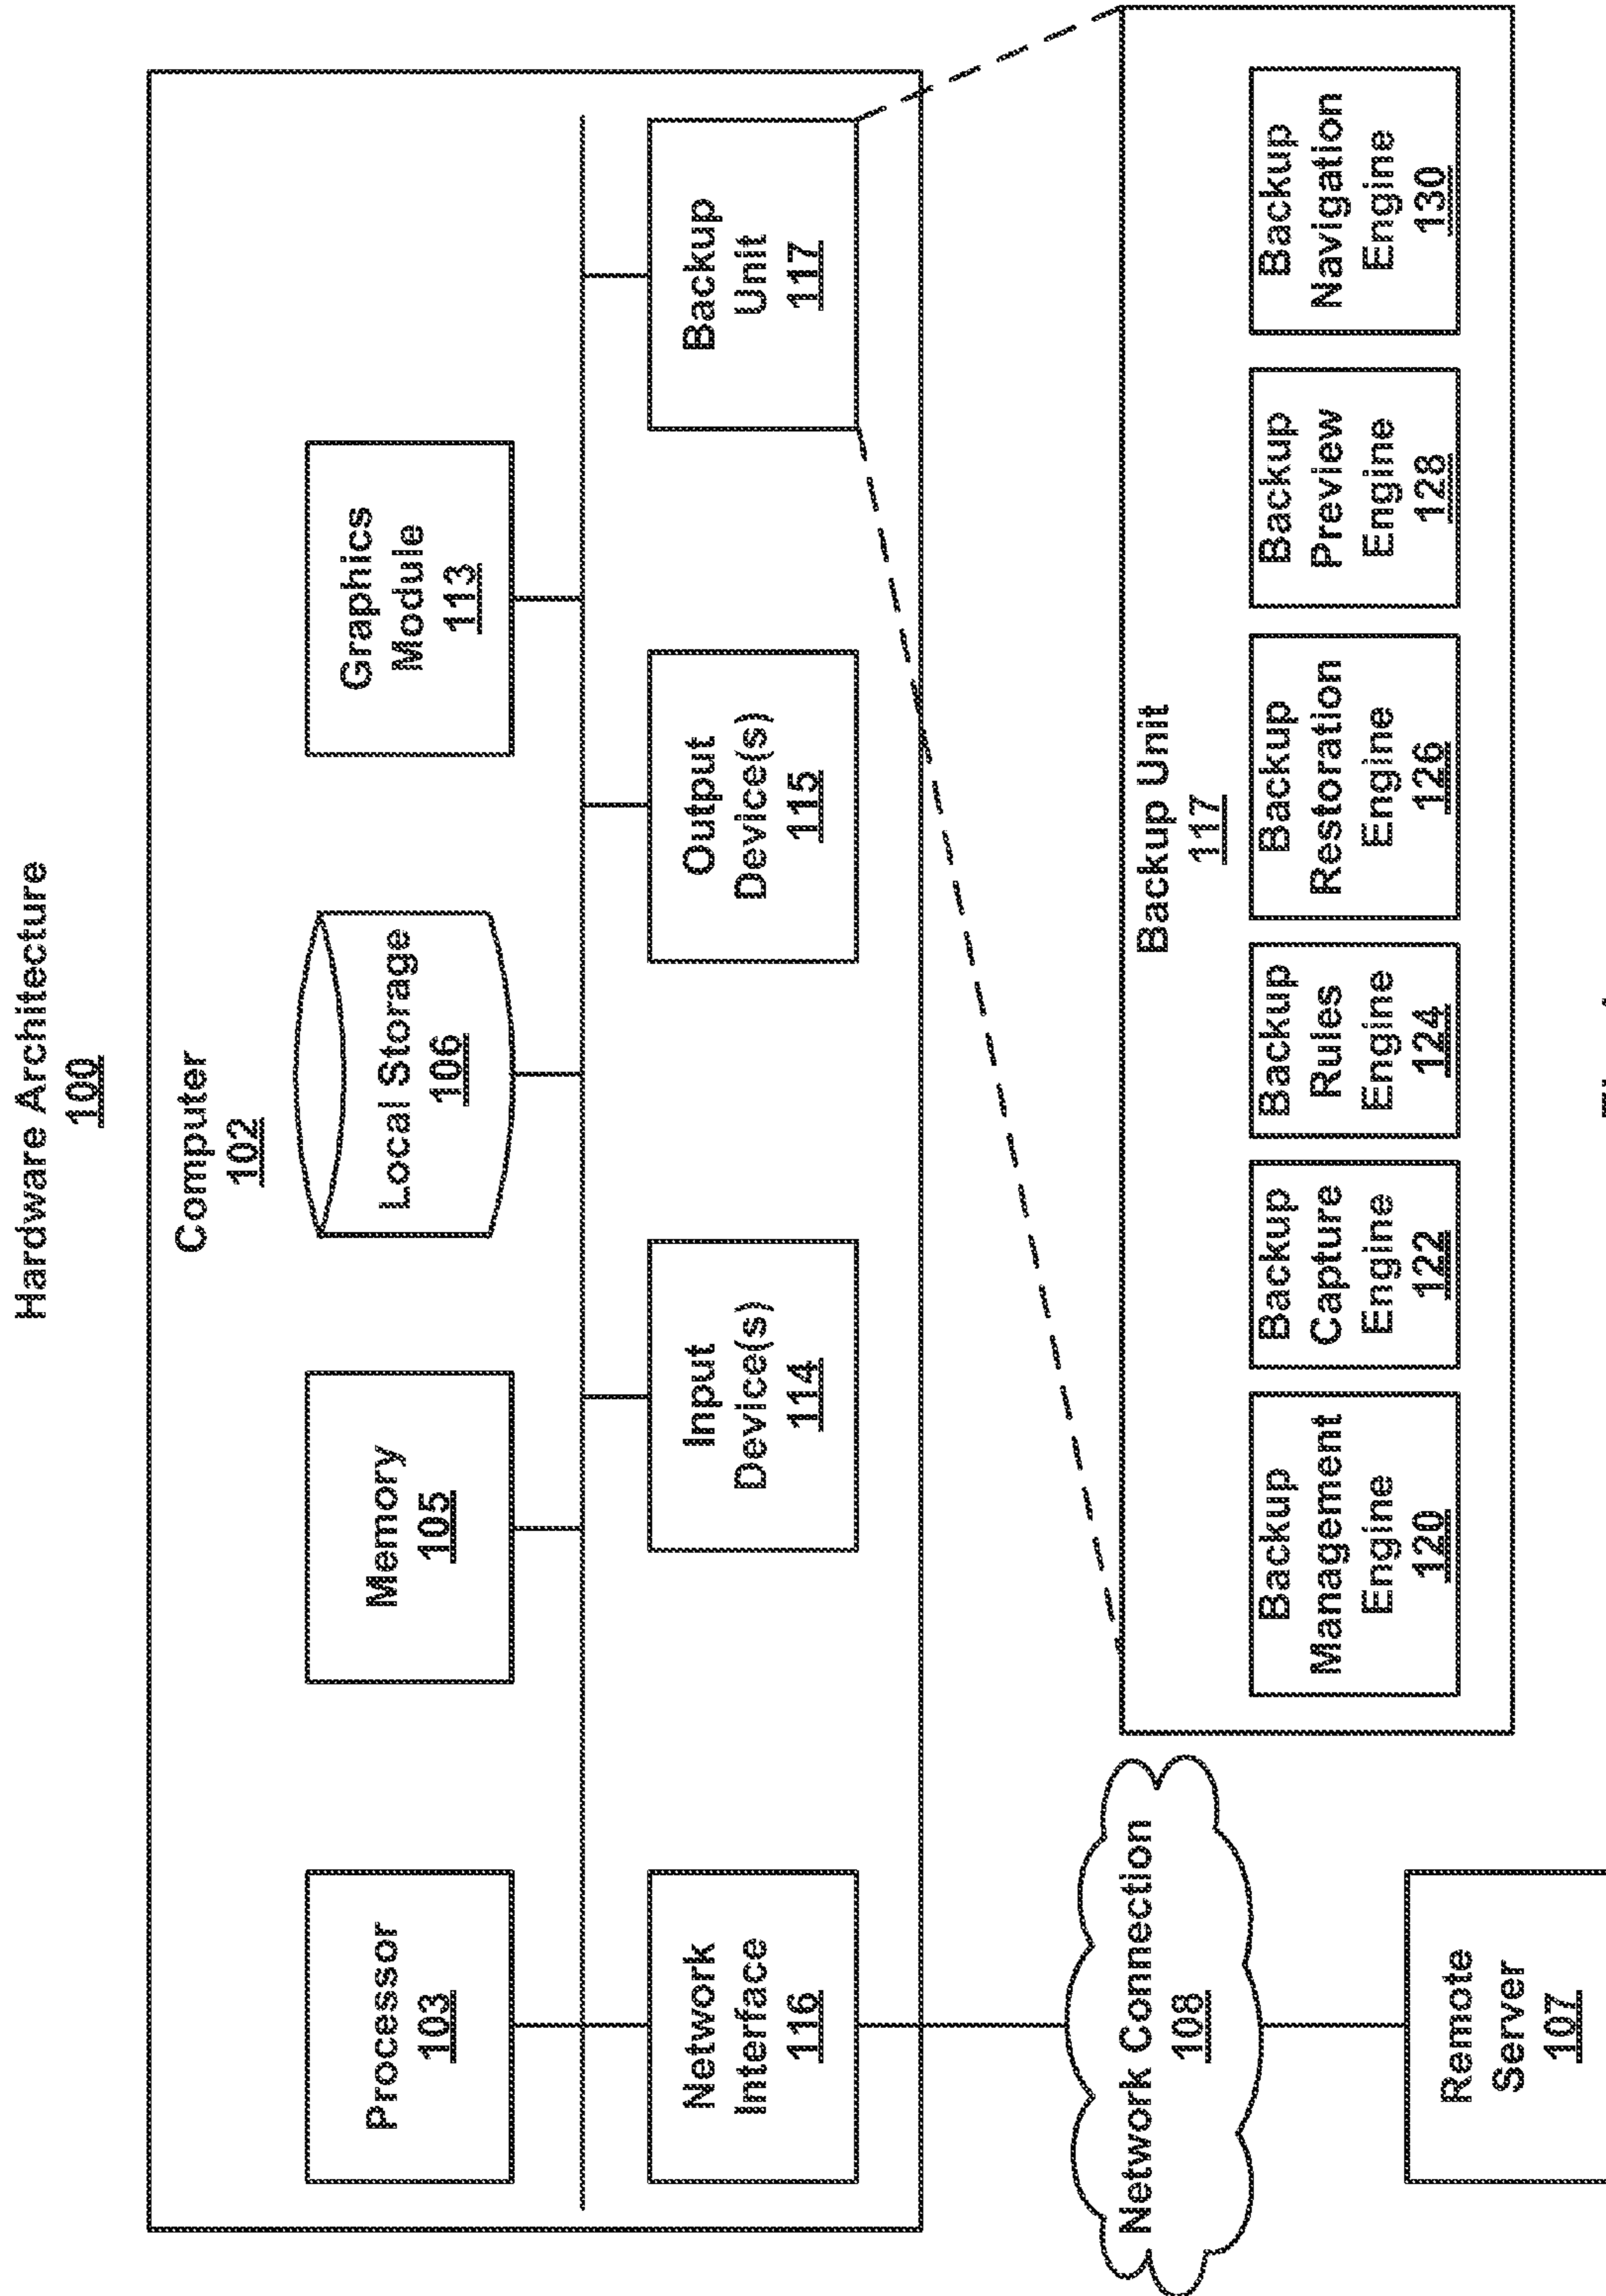 Hardware Architecture
100
Computer
102
Processor
103
Memory
105
Local Storage
106
Graphics
Module
113
Network
Interface
116
Input
Device(s)
114
Output
Device(s)
115
Backup
Unit
117
Network Connection
108
Remote
Server
107
Backup Unit
117
Backup
Management
Engine
120
Backup
Capture
Engine
122
Backup
Rules
Engine
124
Backup
Restoration
Engine
126
Backup
Preview
Engine
128
Backup
Navigation
Engine
130